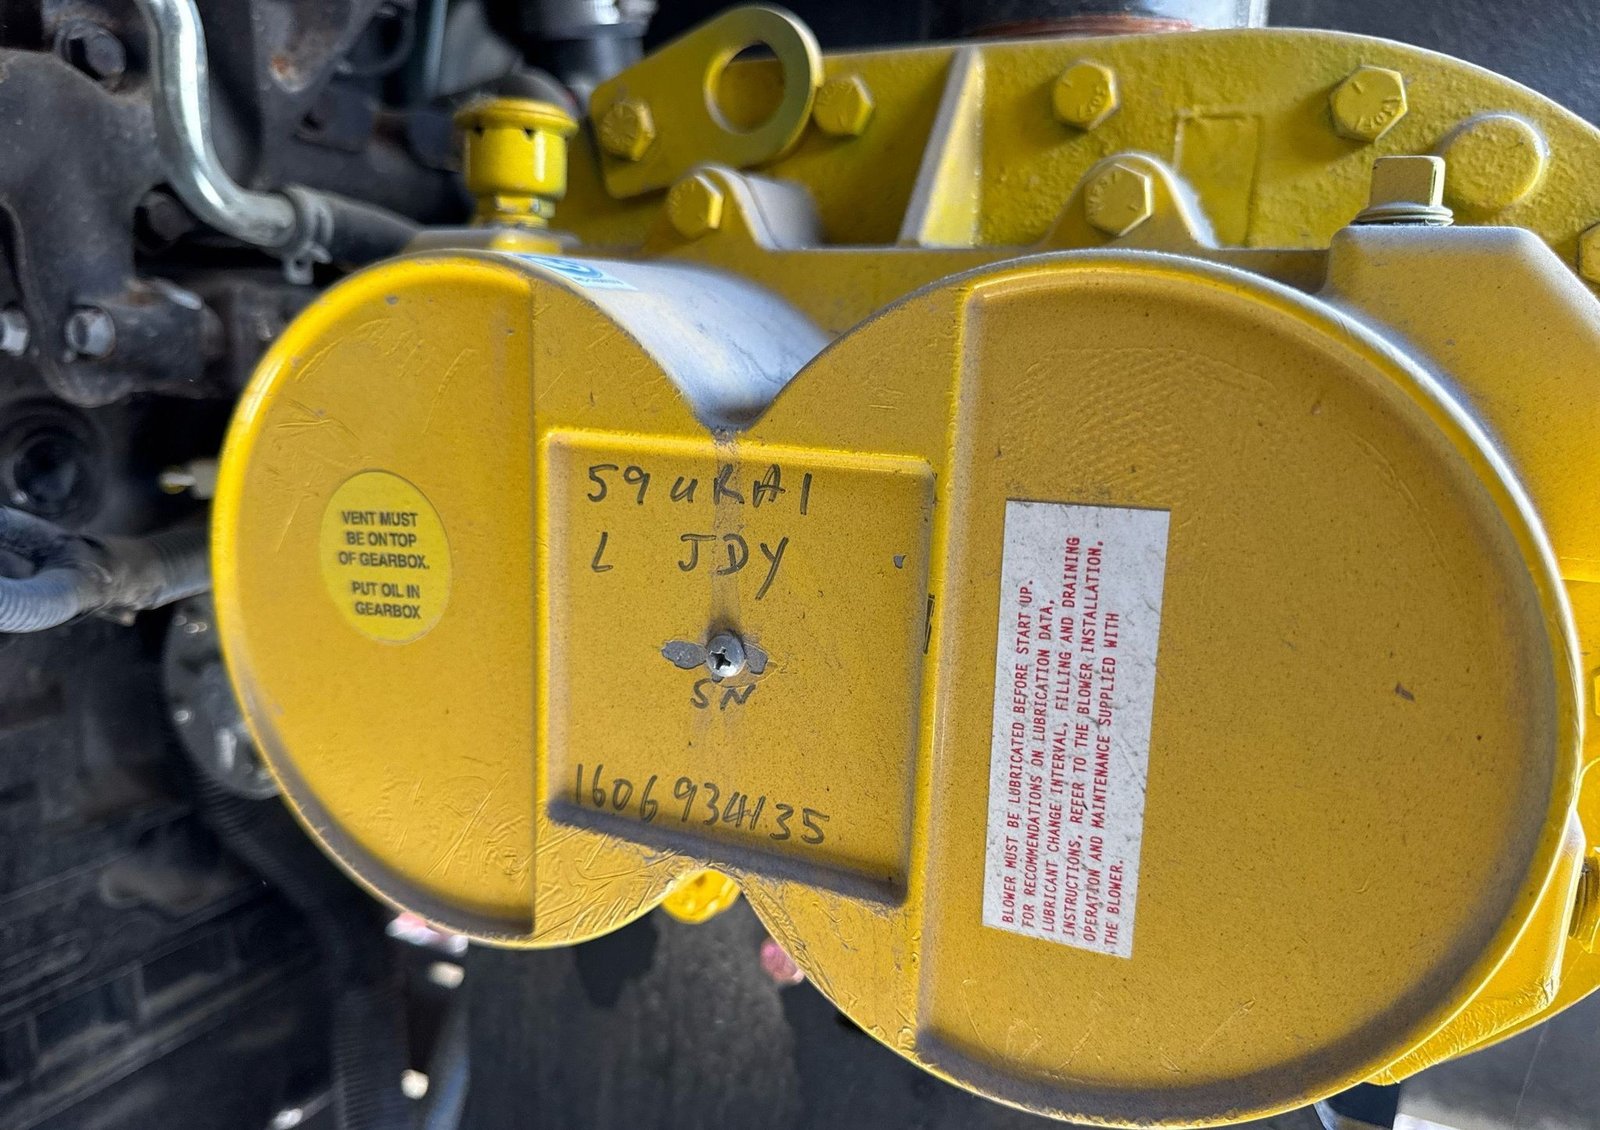 VENT MUST
BE ON TOP
OF GEARBOX.
PUT OIL IN
GEARBOX
59URAI
L JDY
SN
1606934135
BLOWER MUST BE LUBRICATED BEFORE START UP.
FOR RECOMMENDATIONS ON LUBRICATION DATA,
LUBRICANT CHANGE INTERVAL, FILLING AND DRAINING
INSTRUCTIONS, REFER TO THE BLOWER INSTALLATION,
OPERATION AND MAINTENANCE SUPPLIED WITH
THE BLOWER.